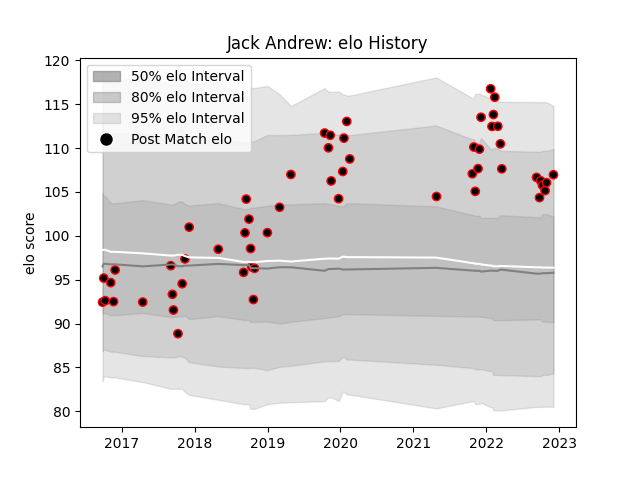 Jack Andrew: elo History
120
115
110
105
100
95
90
85
80
elo score
50% elo Interval
80% elo Interval
95% elo Interval
Post Match elo
2017 2018 2019 2020 2021 2022 2023